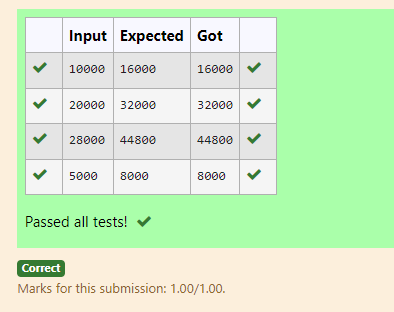 Input Expected Got
10000 16000 16000
20000 32000 32000
28000 44800 44800
5000 8000 8000
Passed all tests!
Correct
Marks for this submission: 1.00/1.00.